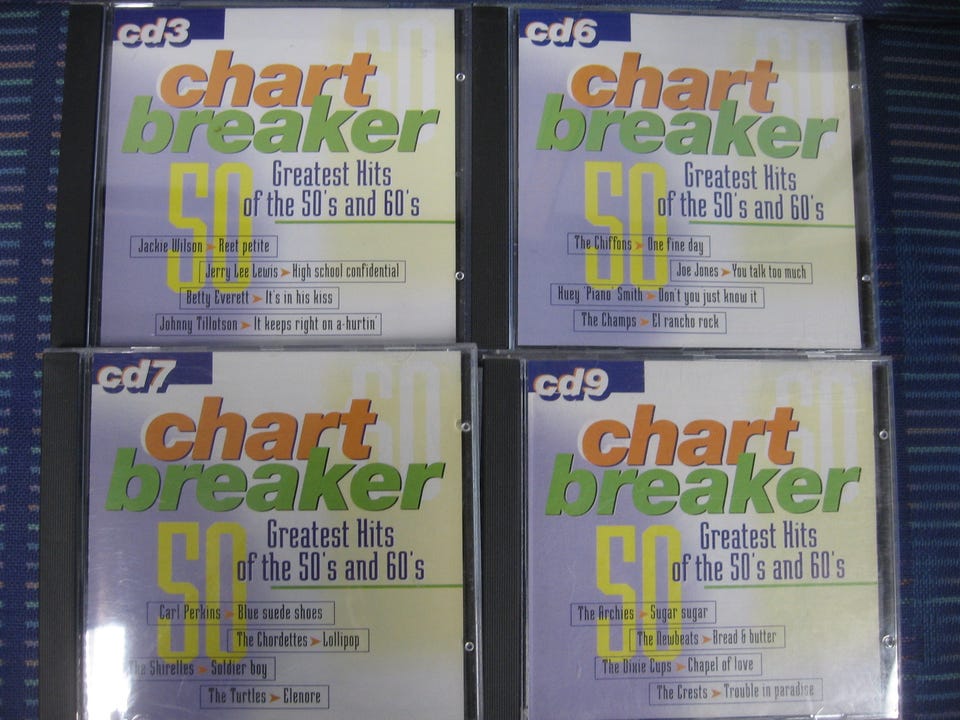 cd3
chart
breaker
50
Greatest Hits
of the 50's and 60's
Jackie Wilson ➤ Reet petite
Jerry Lee Lewis ➤ High school confidential
Betty Everett ➤ It's in his kiss
Johnny Tillotson ➤ It keeps right on a-hurtin'
cd6
chart
breaker
50
Greatest Hits
of the 50's and 60's
The Chiffons ➤ One fine day
Joe Jones ➤ You talk too much
Huey 'Piano' Smith ➤ Don't you just know it
The Champs ➤ El rancho rock
cd7
chart
breaker
50
Greatest Hits
of the 50's and 60's
Carl Perkins ➤ Blue suede shoes
The Chordettes ➤ Lollipop
The Shirelles ➤ Soldier boy
The Turtles ➤ Elenore
cd9
chart
breaker
50
Greatest Hits
of the 50's and 60's
The Archies ➤ Sugar sugar
The Newbeats ➤ Bread & butter
The Dixie Cups ➤ Chapel of love
The Crests ➤ Trouble in paradise